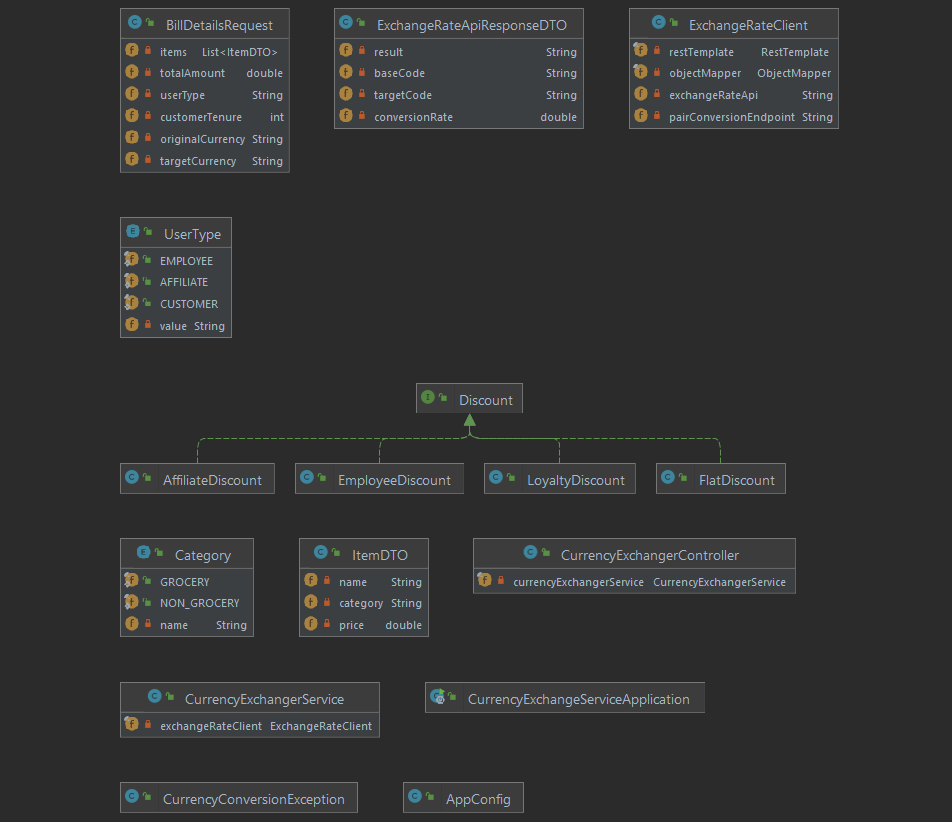 BillDetailsRequest
items List<ItemDTO>
totalAmount double
userType String
customerTenure int
originalCurrency String
targetCurrency String
ExchangeRateApiResponseDTO
result String
baseCode String
targetCode String
conversionRate double
ExchangeRateClient
restTemplate RestTemplate
objectMapper ObjectMapper
exchangeRateApi String
pairConversionEndpoint String
UserType
EMPLOYEE
AFFILIATE
CUSTOMER
value String
Discount
AffiliateDiscount
EmployeeDiscount
LoyaltyDiscount
FlatDiscount
Category
GROCERY
NON_GROCERY
name String
ItemDTO
name String
category String
price double
CurrencyExchangerController
currencyExchangerService CurrencyExchangerService
CurrencyExchangerService
exchangeRateClient ExchangeRateClient
CurrencyExchangeServiceApplication
CurrencyConversionException
AppConfig